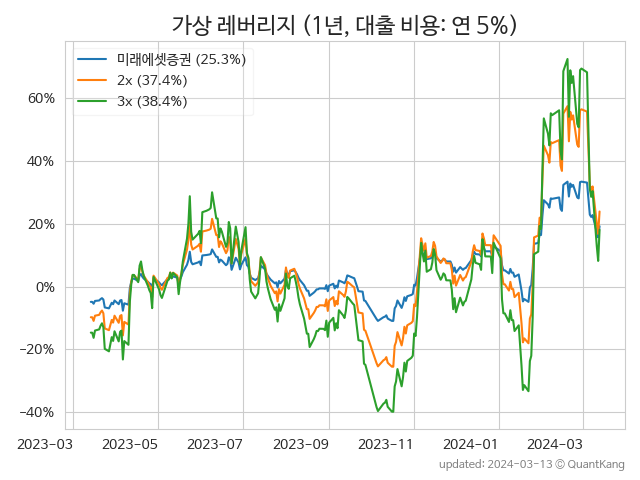 가상 레버리지 (1년, 대출 비용: 연 5%)
미래에셋증권 (25.3%)
2x (37.4%)
3x (38.4%)
60%
40%
20%
0%
−20%
−40%
2023-03 2023-05 2023-07 2023-09 2023-11 2024-01 2024-03
updated: 2024-03-13 © QuantKang